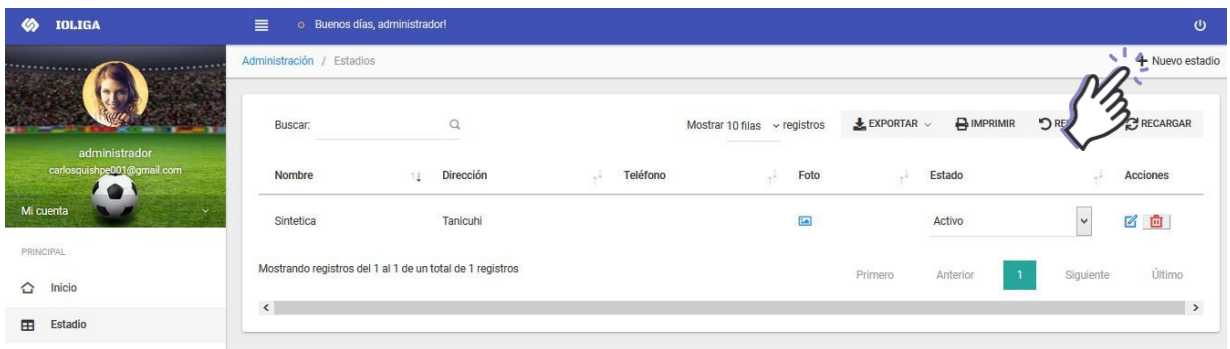 IOLIGA
Buenos días, administrador!
Administración / Estadios
Nuevo estadio
administrador
carlosquishpe001@gmail.com
Mi cuenta
PRINCIPAL
Inicio
Estadio
Buscar:
Mostrar 10 filas registros
EXPORTAR
IMPRIMIR
RECARGAR
Nombre Dirección Teléfono Foto Estado Acciones
Sintetica Tanicuhi Activo
Mostrando registros del 1 al 1 de un total de 1 registros
Primero Anterior 1 Siguiente Último